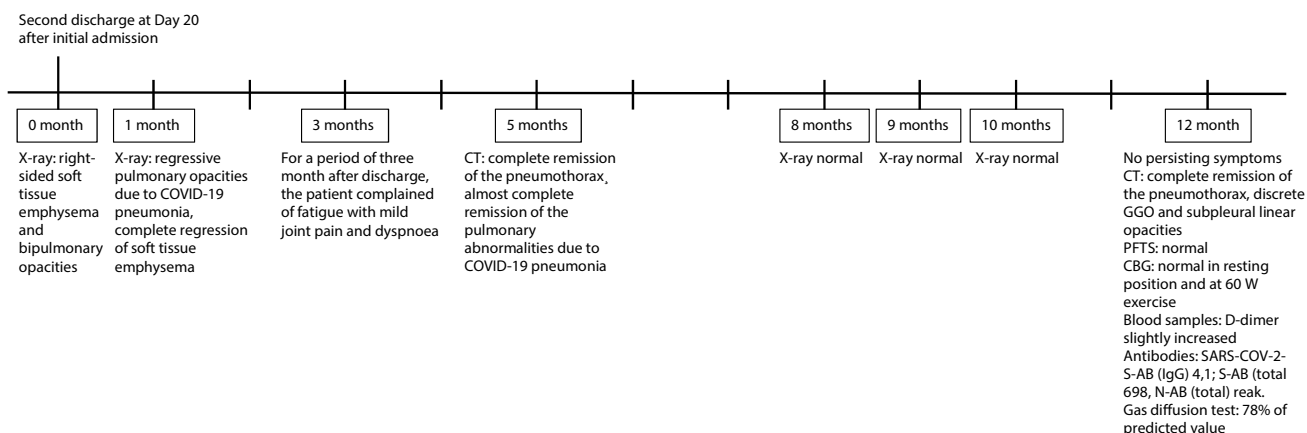 Second discharge at Day 20
after initial admission
0 month
X-ray: right-
sided soft
tissue
emphysema
and
bipulmonary
opacities
1 month
X-ray: regressive
pulmonary opacities
due to COVID-19
pneumonia,
complete regression
of soft tissue
emphysema
3 months
For a period of three
month after discharge,
the patient complained
of fatigue with mild
joint pain and dyspnoea
5 months
CT: complete remission
of the pneumothorax¸
almost complete
remission of the
pulmonary
abnormalities due to
COVID-19 pneumonia
8 months
X-ray normal
9 months
X-ray normal
10 months
X-ray normal
12 month
No persisting symptoms
CT: complete remission of
the pneumothorax, discrete
GGO and subpleural linear
opacities
PFTS: normal
CBG: normal in resting
position and at 60 W
exercise
Blood samples: D-dimer
slightly increased
Antibodies: SARS-COV-2-
S-AB (IgG) 4,1; S-AB (total
698, N-AB (total) reak.
Gas diffusion test: 78% of
predicted value